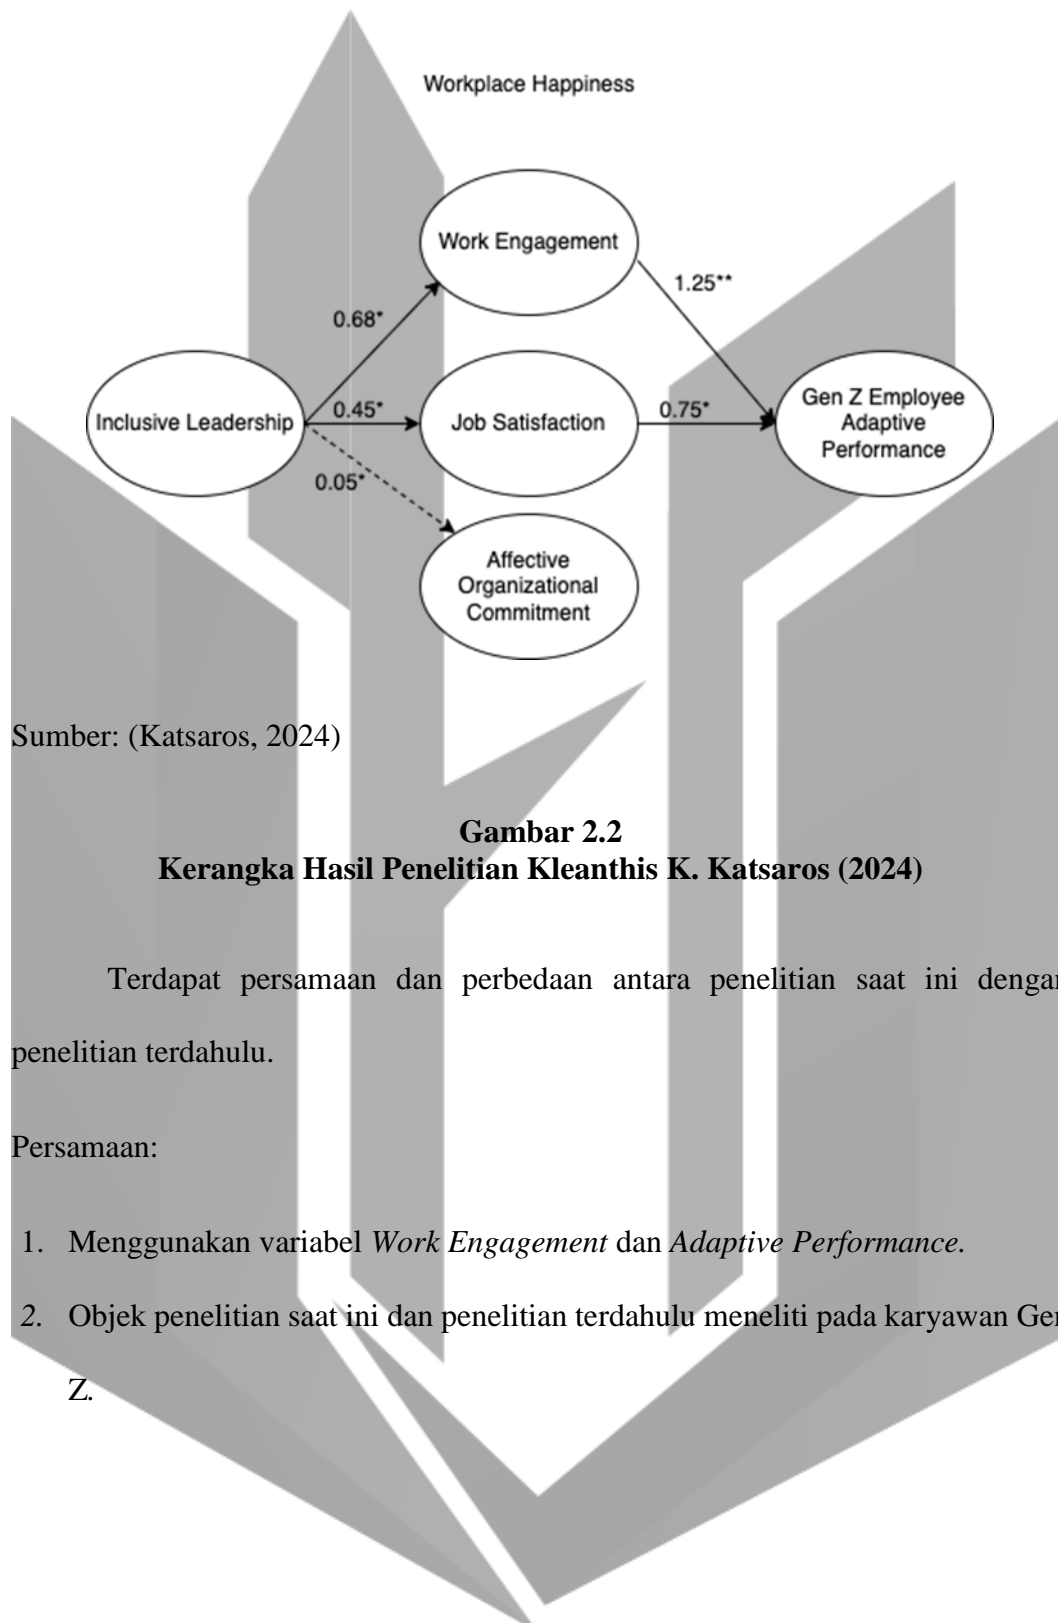 Workplace Happiness
Work Engagement
1.25**
0.68*
Inclusive Leadership
0.45*
Job Satisfaction
0.75*
Gen Z Employee
Adaptive
Performance
0.05*
Affective
Organizational
Commitment
Sumber: (Katsaros, 2024)
Gambar 2.2
Kerangka Hasil Penelitian Kleanthis K. Katsaros (2024)
Terdapat persamaan dan perbedaan antara penelitian saat ini dengan
penelitian terdahulu.
Persamaan:
1. Menggunakan variabel Work Engagement dan Adaptive Performance.
2. Objek penelitian saat ini dan penelitian terdahulu meneliti pada karyawan Gen
Z.